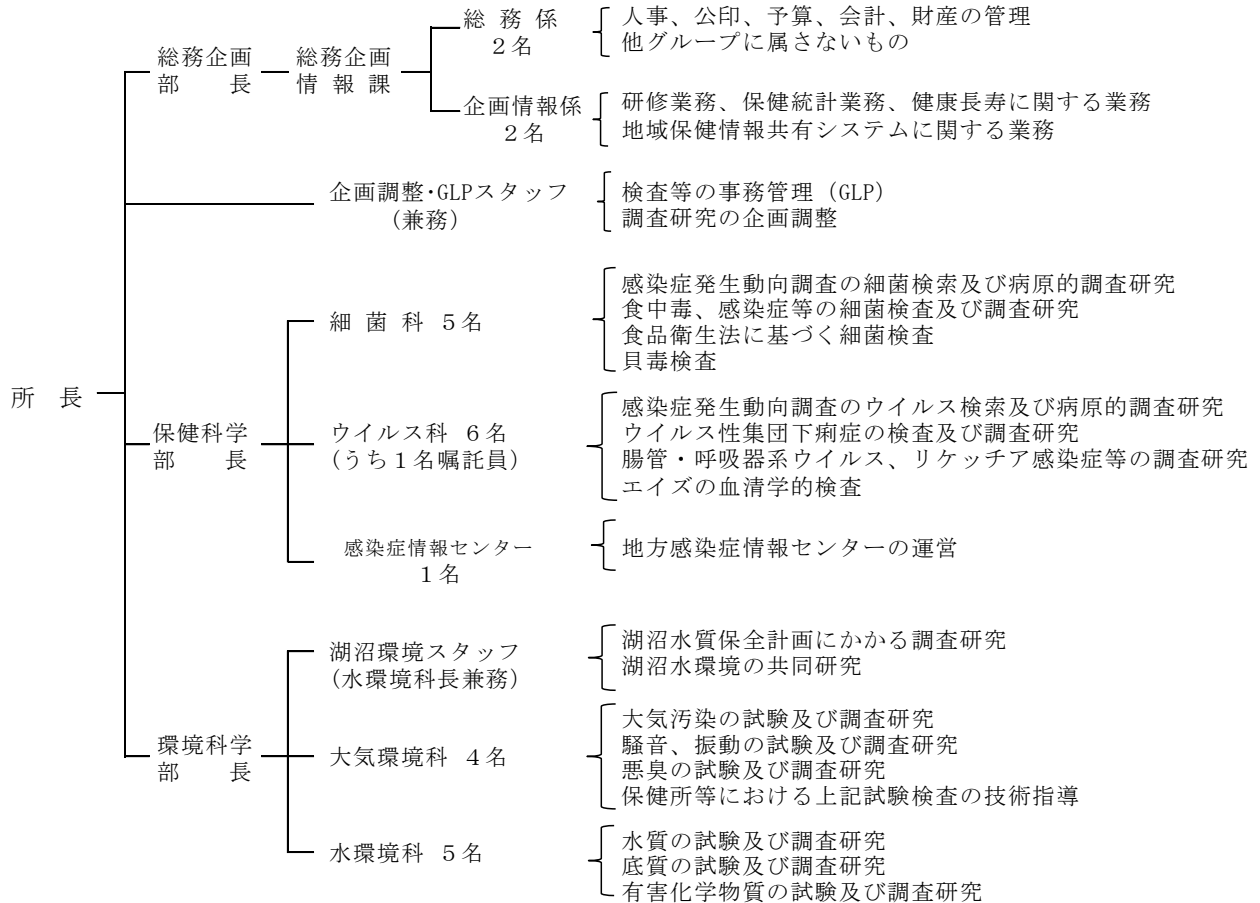 総 務 係
２名
人事、公印、予算、会計、財産の管理
他グループに属さないもの
総務企画
部　　長
総務企画
情 報 課
企画情報係
２名
研修業務、保健統計業務、健康長寿に関する業務
地域保健情報共有システムに関する業務
企画調整･GLPスタッフ
(兼務)
検査等の事務管理（GLP）
調査研究の企画調整
細 菌 科 ５名
感染症発生動向調査の細菌検索及び病原的調査研究
食中毒、感染症等の細菌検査及び調査研究
食品衛生法に基づく細菌検査
貝毒検査
所　長
保健科学
部　　長
ウイルス科 ６名
(うち１名嘱託員)
感染症発生動向調査のウイルス検索及び病原的調査研究
ウイルス性集団下痢症の検査及び調査研究
腸管・呼吸器系ウイルス、リケッチア感染症等の調査研究
エイズの血清学的検査
感染症情報センター
１名
地方感染症情報センターの運営
湖沼環境スタッフ
(水環境科長兼務)
湖沼水質保全計画にかかる調査研究
湖沼水環境の共同研究
環境科学
部　　長
大気環境科 ４名
大気汚染の試験及び調査研究
騒音、振動の試験及び調査研究
悪臭の試験及び調査研究
保健所等における上記試験検査の技術指導
水環境科 ５名
水質の試験及び調査研究
底質の試験及び調査研究
有害化学物質の試験及び調査研究